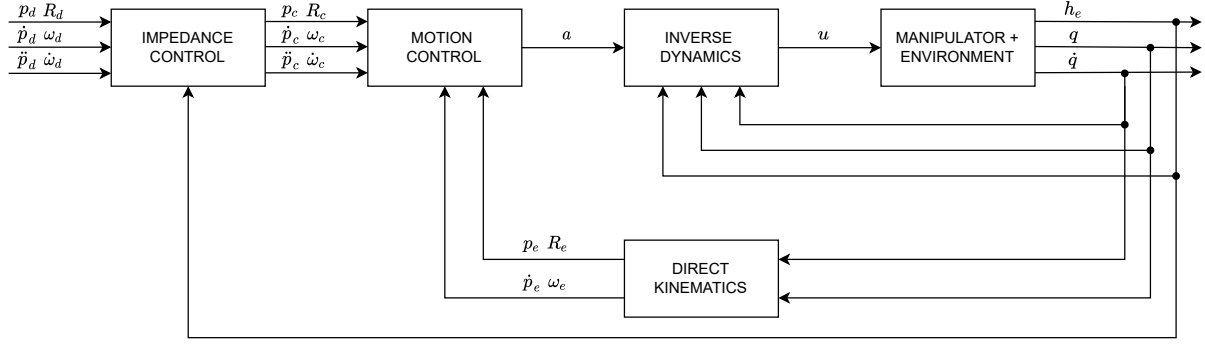 p_d R_d
ṗ_d ω_d
p̈_d ω̇_d
IMPEDANCE
CONTROL
p_c R_c
ṗ_c ω_c
p̈_c ω̇_c
MOTION
CONTROL
a
INVERSE
DYNAMICS
u
MANIPULATOR +
ENVIRONMENT
h_e
q
q̇
p_e R_e
ṗ_e ω_e
DIRECT
KINEMATICS